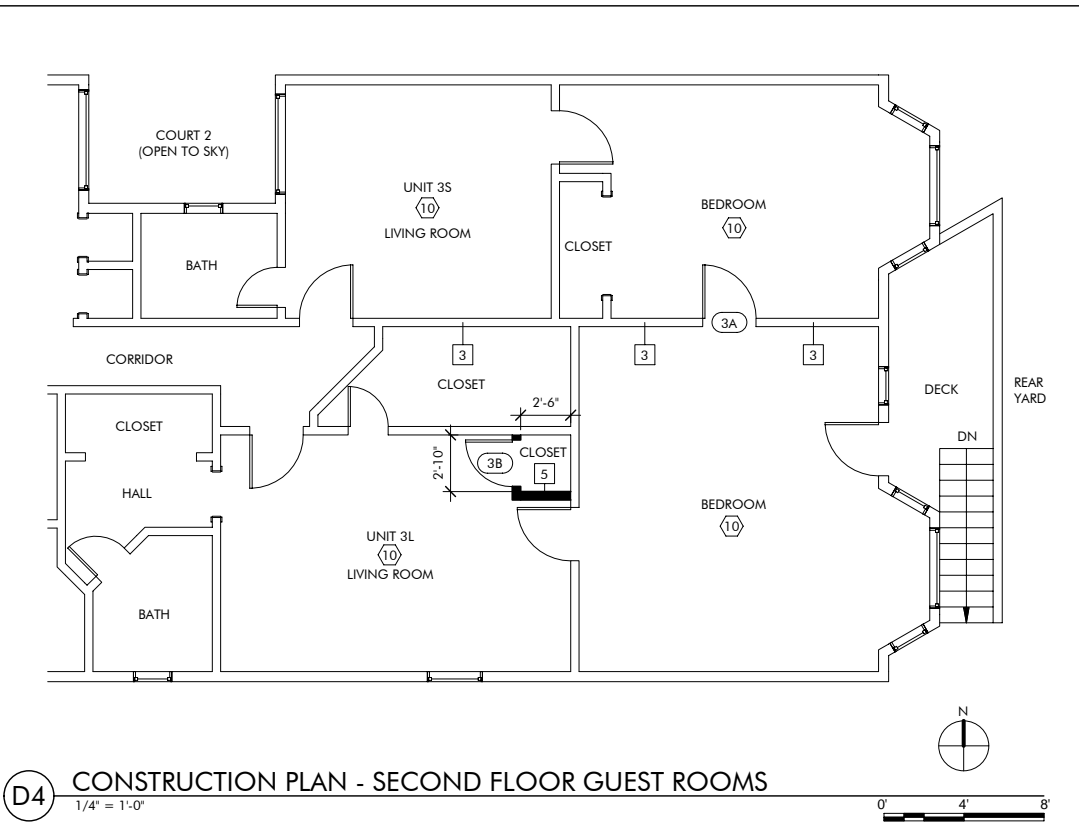 COURT 2
(OPEN TO SKY)
UNIT 3S
10
LIVING ROOM
BEDROOM
10
CLOSET
BATH
3A
CORRIDOR
3
3
3
CLOSET
DECK
REAR
YARD
2'-6"
CLOSET
DN
2'-10"
3B
CLOSET
5
HALL
BEDROOM
10
UNIT 3L
10
LIVING ROOM
BATH
N
D4
CONSTRUCTION PLAN - SECOND FLOOR GUEST ROOMS
1/4" = 1'-0"
0' 4' 8'